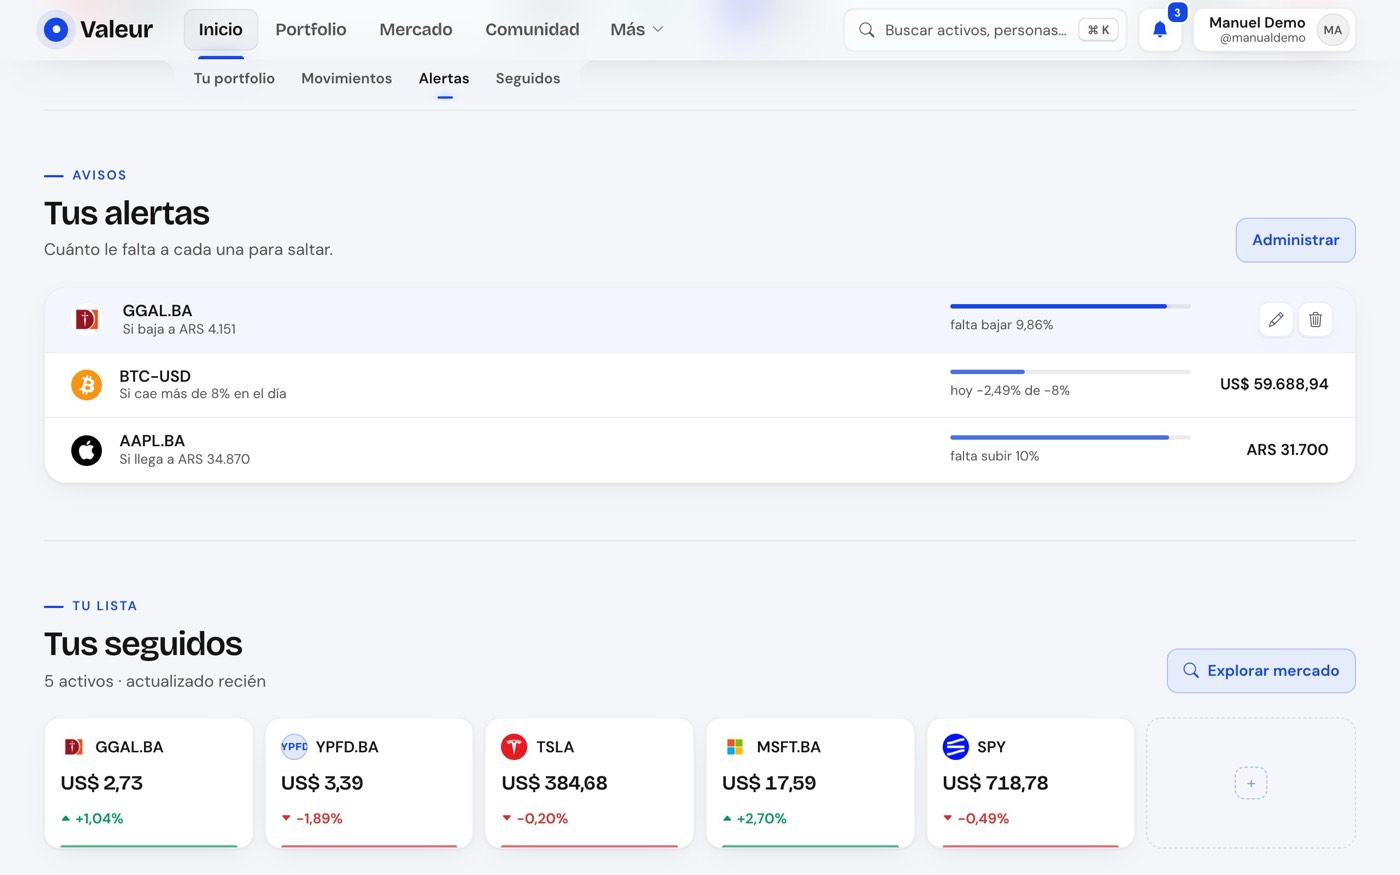 Valeur
Inicio
Portfolio
Mercado
Comunidad
Más
Buscar activos, personas...
⌘ K
3
Manuel Demo
@manualdemo
MA
Tu portfolio
Movimientos
Alertas
Seguidos
AVISOS
Tus alertas
Cuánto le falta a cada una para saltar.
Administrar
GGAL.BA
Si baja a ARS 4.151
falta bajar 9,86%
BTC-USD
Si cae más de 8% en el día
hoy -2,49% de -8%
US$ 59.688,94
AAPL.BA
Si llega a ARS 34.870
falta subir 10%
ARS 31.700
TU LISTA
Tus seguidos
5 activos · actualizado recién
Explorar mercado
GGAL.BA
US$ 2,73
+1,04%
YPFD
YPFD.BA
US$ 3,39
-1,89%
TSLA
US$ 384,68
-0,20%
MSFT.BA
US$ 17,59
+2,70%
SPY
US$ 718,78
-0,49%
+